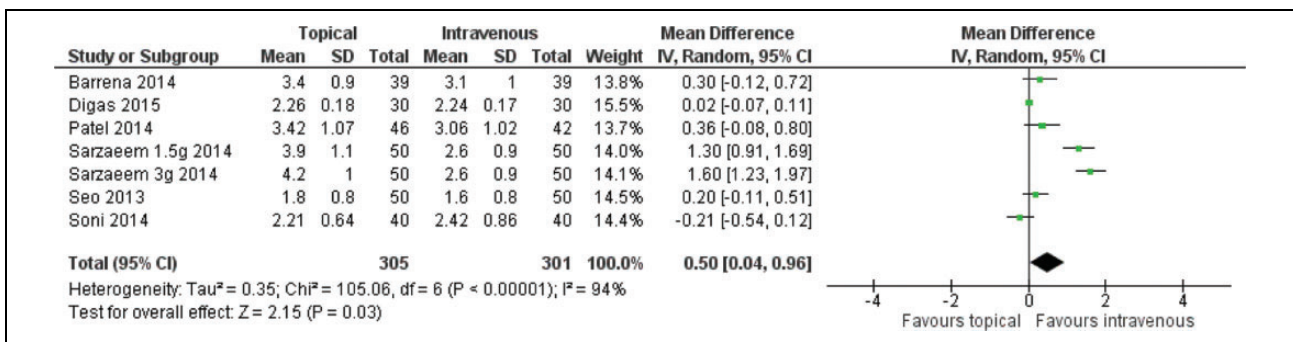 Topical Intravenous Mean Difference Mean Difference
Study or Subgroup Mean SD Total Mean SD Total Weight IV, Random, 95% CI IV, Random, 95% CI
Barrena 2014 3.4 0.9 39 3.1 1 39 13.8% 0.30 [-0.12, 0.72]
Digas 2015 2.26 0.18 30 2.24 0.17 30 15.5% 0.02 [-0.07, 0.11]
Patel 2014 3.42 1.07 46 3.06 1.02 42 13.7% 0.36 [-0.08, 0.80]
Sarzaeem 1.5g 2014 3.9 1.1 50 2.6 0.9 50 14.0% 1.30 [0.91, 1.69]
Sarzaeem 3g 2014 4.2 1 50 2.6 0.9 50 14.1% 1.60 [1.23, 1.97]
Seo 2013 1.8 0.8 50 1.6 0.8 50 14.5% 0.20 [-0.11, 0.51]
Soni 2014 2.21 0.64 40 2.42 0.86 40 14.4% -0.21 [-0.54, 0.12]
Total (95% CI) 305 301 100.0% 0.50 [0.04, 0.96]
Heterogeneity: Tau² = 0.35; Chi² = 105.06, df = 6 (P < 0.00001); I² = 94%
Test for overall effect: Z = 2.15 (P = 0.03)
-4 -2 0 2 4
Favours topical Favours intravenous